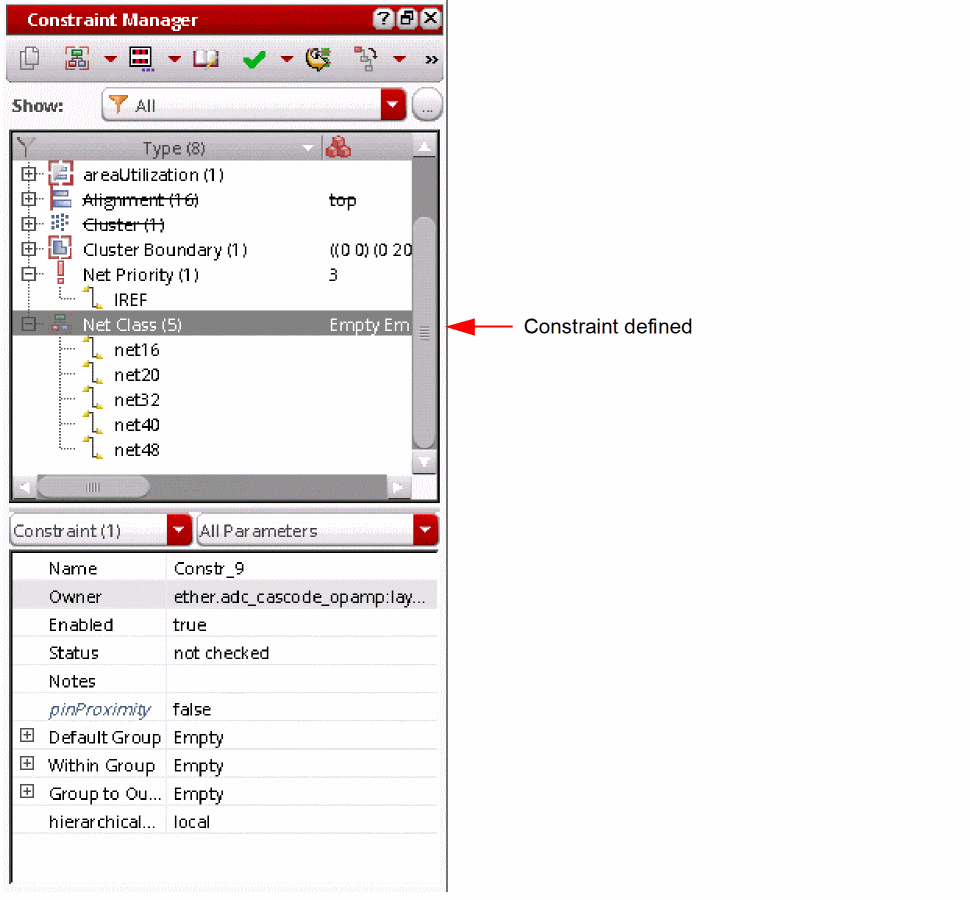 Constraint Manager
Show: All ...
Type (8)
areaUtilization (1)
Alignment (16) top
Cluster (1)
Cluster Boundary (1) ((0 0) (0 20
Net Priority (1) 3
IREF
Net Class (5) Empty Em
Constraint defined
net16
net20
net32
net40
net48
Constraint (1) All Parameters
Name Constr_9
Owner ether.adc_cascode_opamp:lay...
Enabled true
Status not checked
Notes
pinProximity false
Default Group Empty
Within Group Empty
Group to Ou... Empty
hierarchical... local